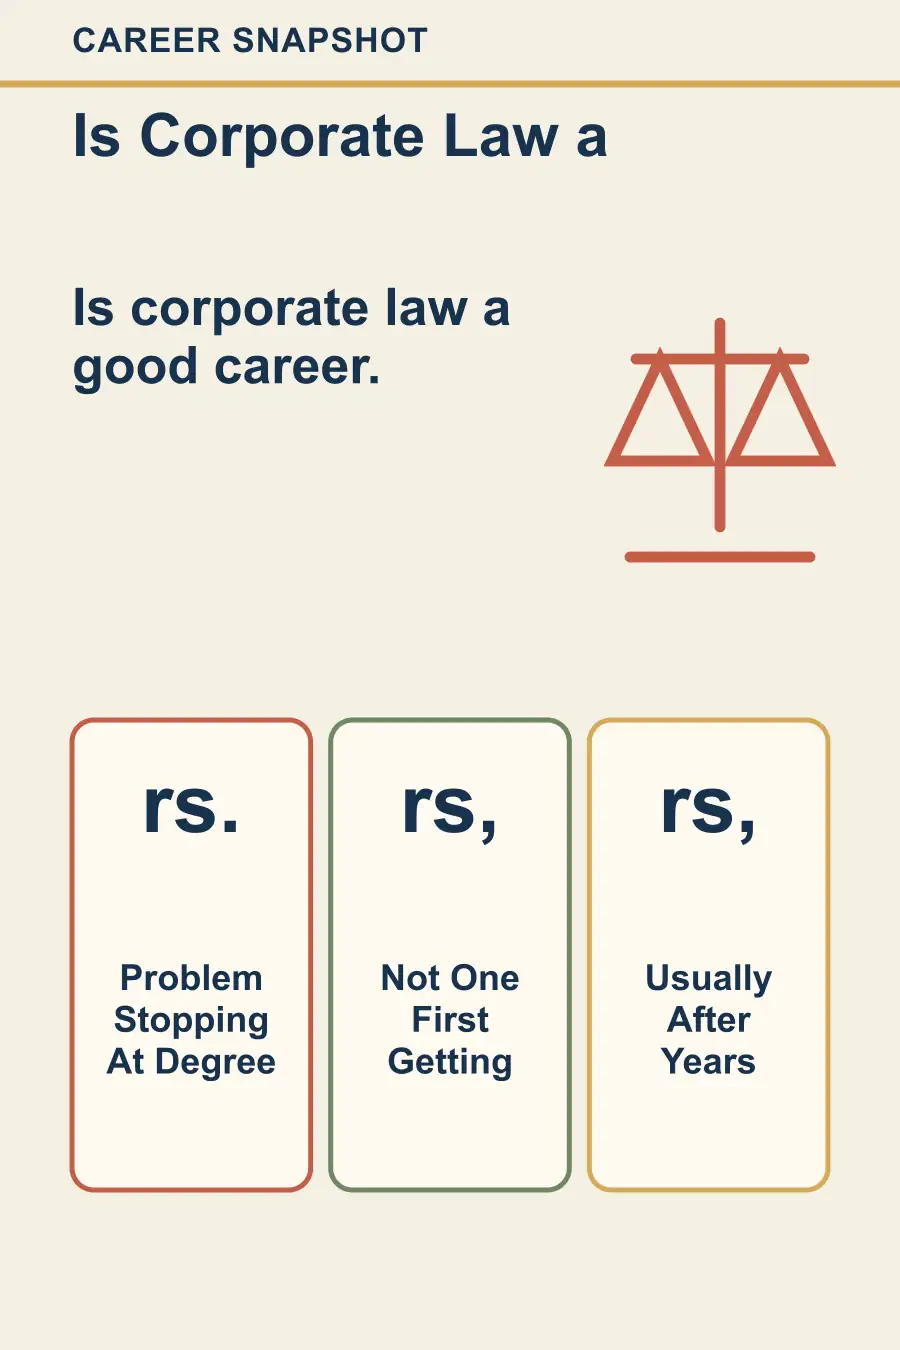 CAREER SNAPSHOT
Is Corporate Law a
Is corporate law a
good career.
rs.
Problem
Stopping
At Degree
rs,
Not One
First
Getting
rs,
Usually
After
Years